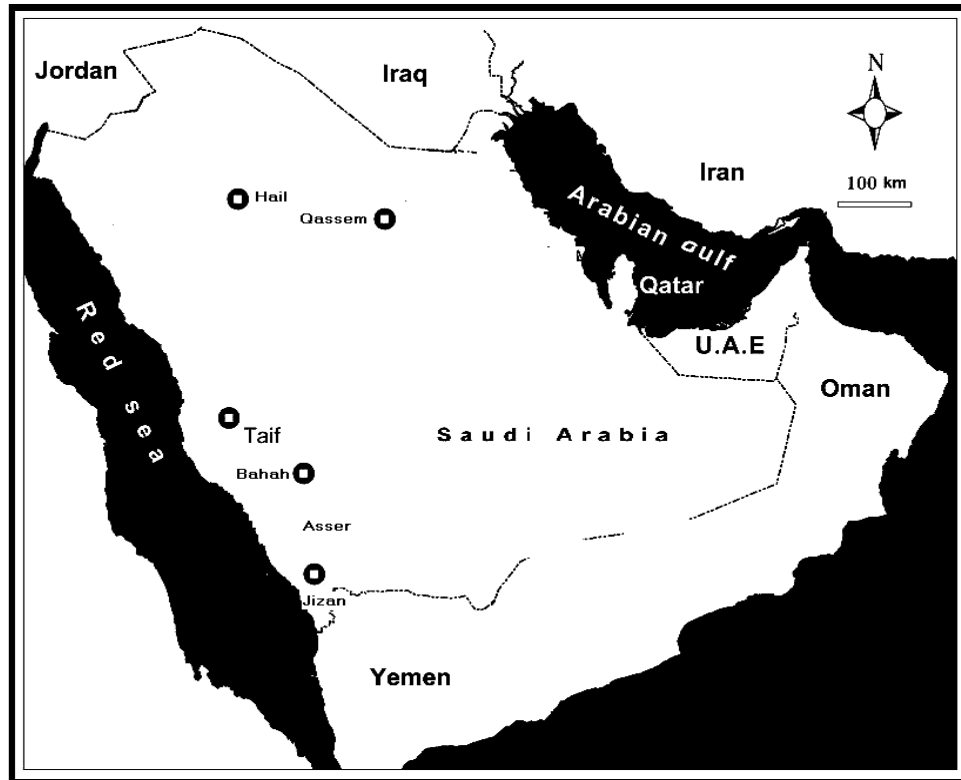 Jordan
Iraq
N
Iran
100 km
Hail
Qassem
Arabian gulf
Qatar
Red sea
U.A.E
Oman
Taif
Saudi Arabia
Bahah
Asser
Jizan
Yemen